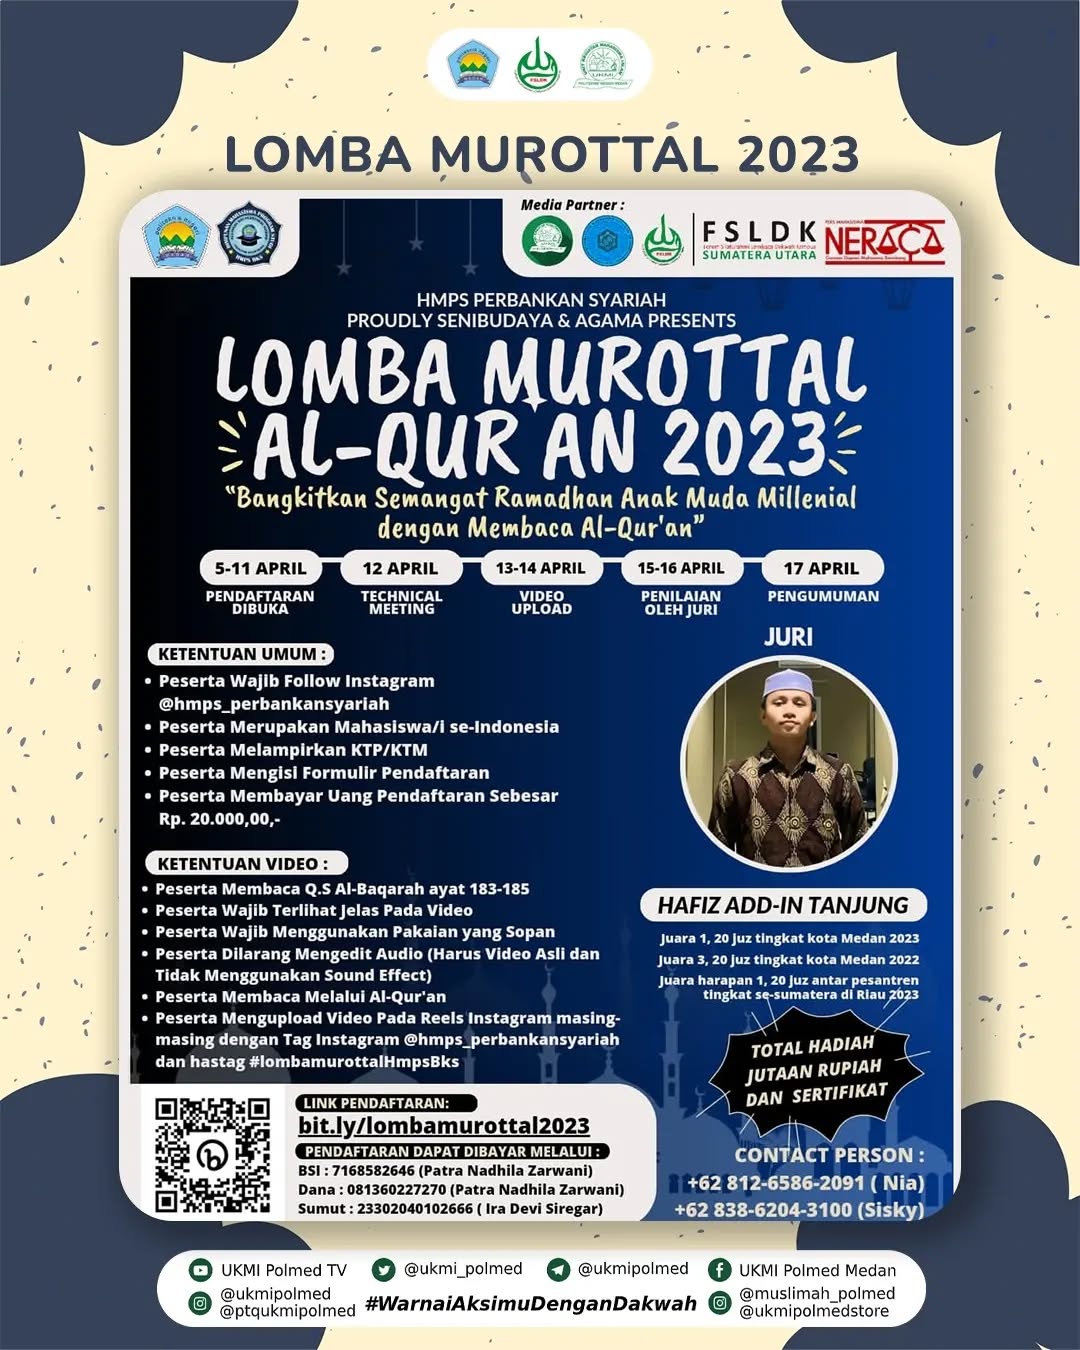 LOMBA MUROTTAL 2023
Media Partner :
FSLDK
SUMATERA UTARA
NERACA
HMPS PERBANKAN SYARIAH
PROUDLY SENIBUDAYA & AGAMA PRESENTS
LOMBA MUROTTAL
AL-QUR'AN 2023
"Bangkitkan Semangat Ramadhan Anak Muda Millenial
dengan Membaca Al-Qur'an"
5-11 APRIL
PENDAFTARAN
DIBUKA
12 APRIL
TECHNICAL
MEETING
13-14 APRIL
VIDEO
UPLOAD
15-16 APRIL
PENILAIAN
OLEH JURI
17 APRIL
PENGUMUMAN
KETENTUAN UMUM :
• Peserta Wajib Follow Instagram
@hmps_perbankansyariah
• Peserta Merupakan Mahasiswa/i se-Indonesia
• Peserta Melampirkan KTP/KTM
• Peserta Mengisi Formulir Pendaftaran
• Peserta Membayar Uang Pendaftaran Sebesar
Rp. 20.000,00,-
KETENTUAN VIDEO :
• Peserta Membaca Q.S Al-Baqarah ayat 183-185
• Peserta Wajib Terlihat Jelas Pada Video
• Peserta Wajib Menggunakan Pakaian yang Sopan
• Peserta Dilarang Mengedit Audio (Harus Video Asli dan
Tidak Menggunakan Sound Effect)
• Peserta Membaca Melalui Al-Qur'an
• Peserta Mengupload Video Pada Reels Instagram masing-
masing dengan Tag Instagram @hmps_perbankansyariah
dan hastag #lombamurottalHmpsBks
JURI
HAFIZ ADD-IN TANJUNG
Juara 1, 20 juz tingkat kota Medan 2023
Juara 3, 20 juz tingkat kota Medan 2022
Juara harapan 1, 20 juz antar pesantren
tingkat se-sumatera di Riau 2023
TOTAL HADIAH
JUTAAN RUPIAH
DAN SERTIFIKAT
LINK PENDAFTARAN:
bit.ly/lombamurottal2023
PENDAFTARAN DAPAT DIBAYAR MELALUI :
BSI : 7168582646 (Patra Nadhila Zarwani)
Dana : 081360227270 (Patra Nadhila Zarwani)
Sumut : 23302040102666 ( Ira Devi Siregar)
CONTACT PERSON :
+62 812-6586-2091 ( Nia)
+62 838-6204-3100 (Sisky)
UKMI Polmed TV
@ukmi_polmed
@ukmipolmed
UKMI Polmed Medan
@ukmipolmed
@ptqukmipolmed
#WarnaiAksimuDenganDakwah
@muslimah_polmed
@ukmipolmedstore